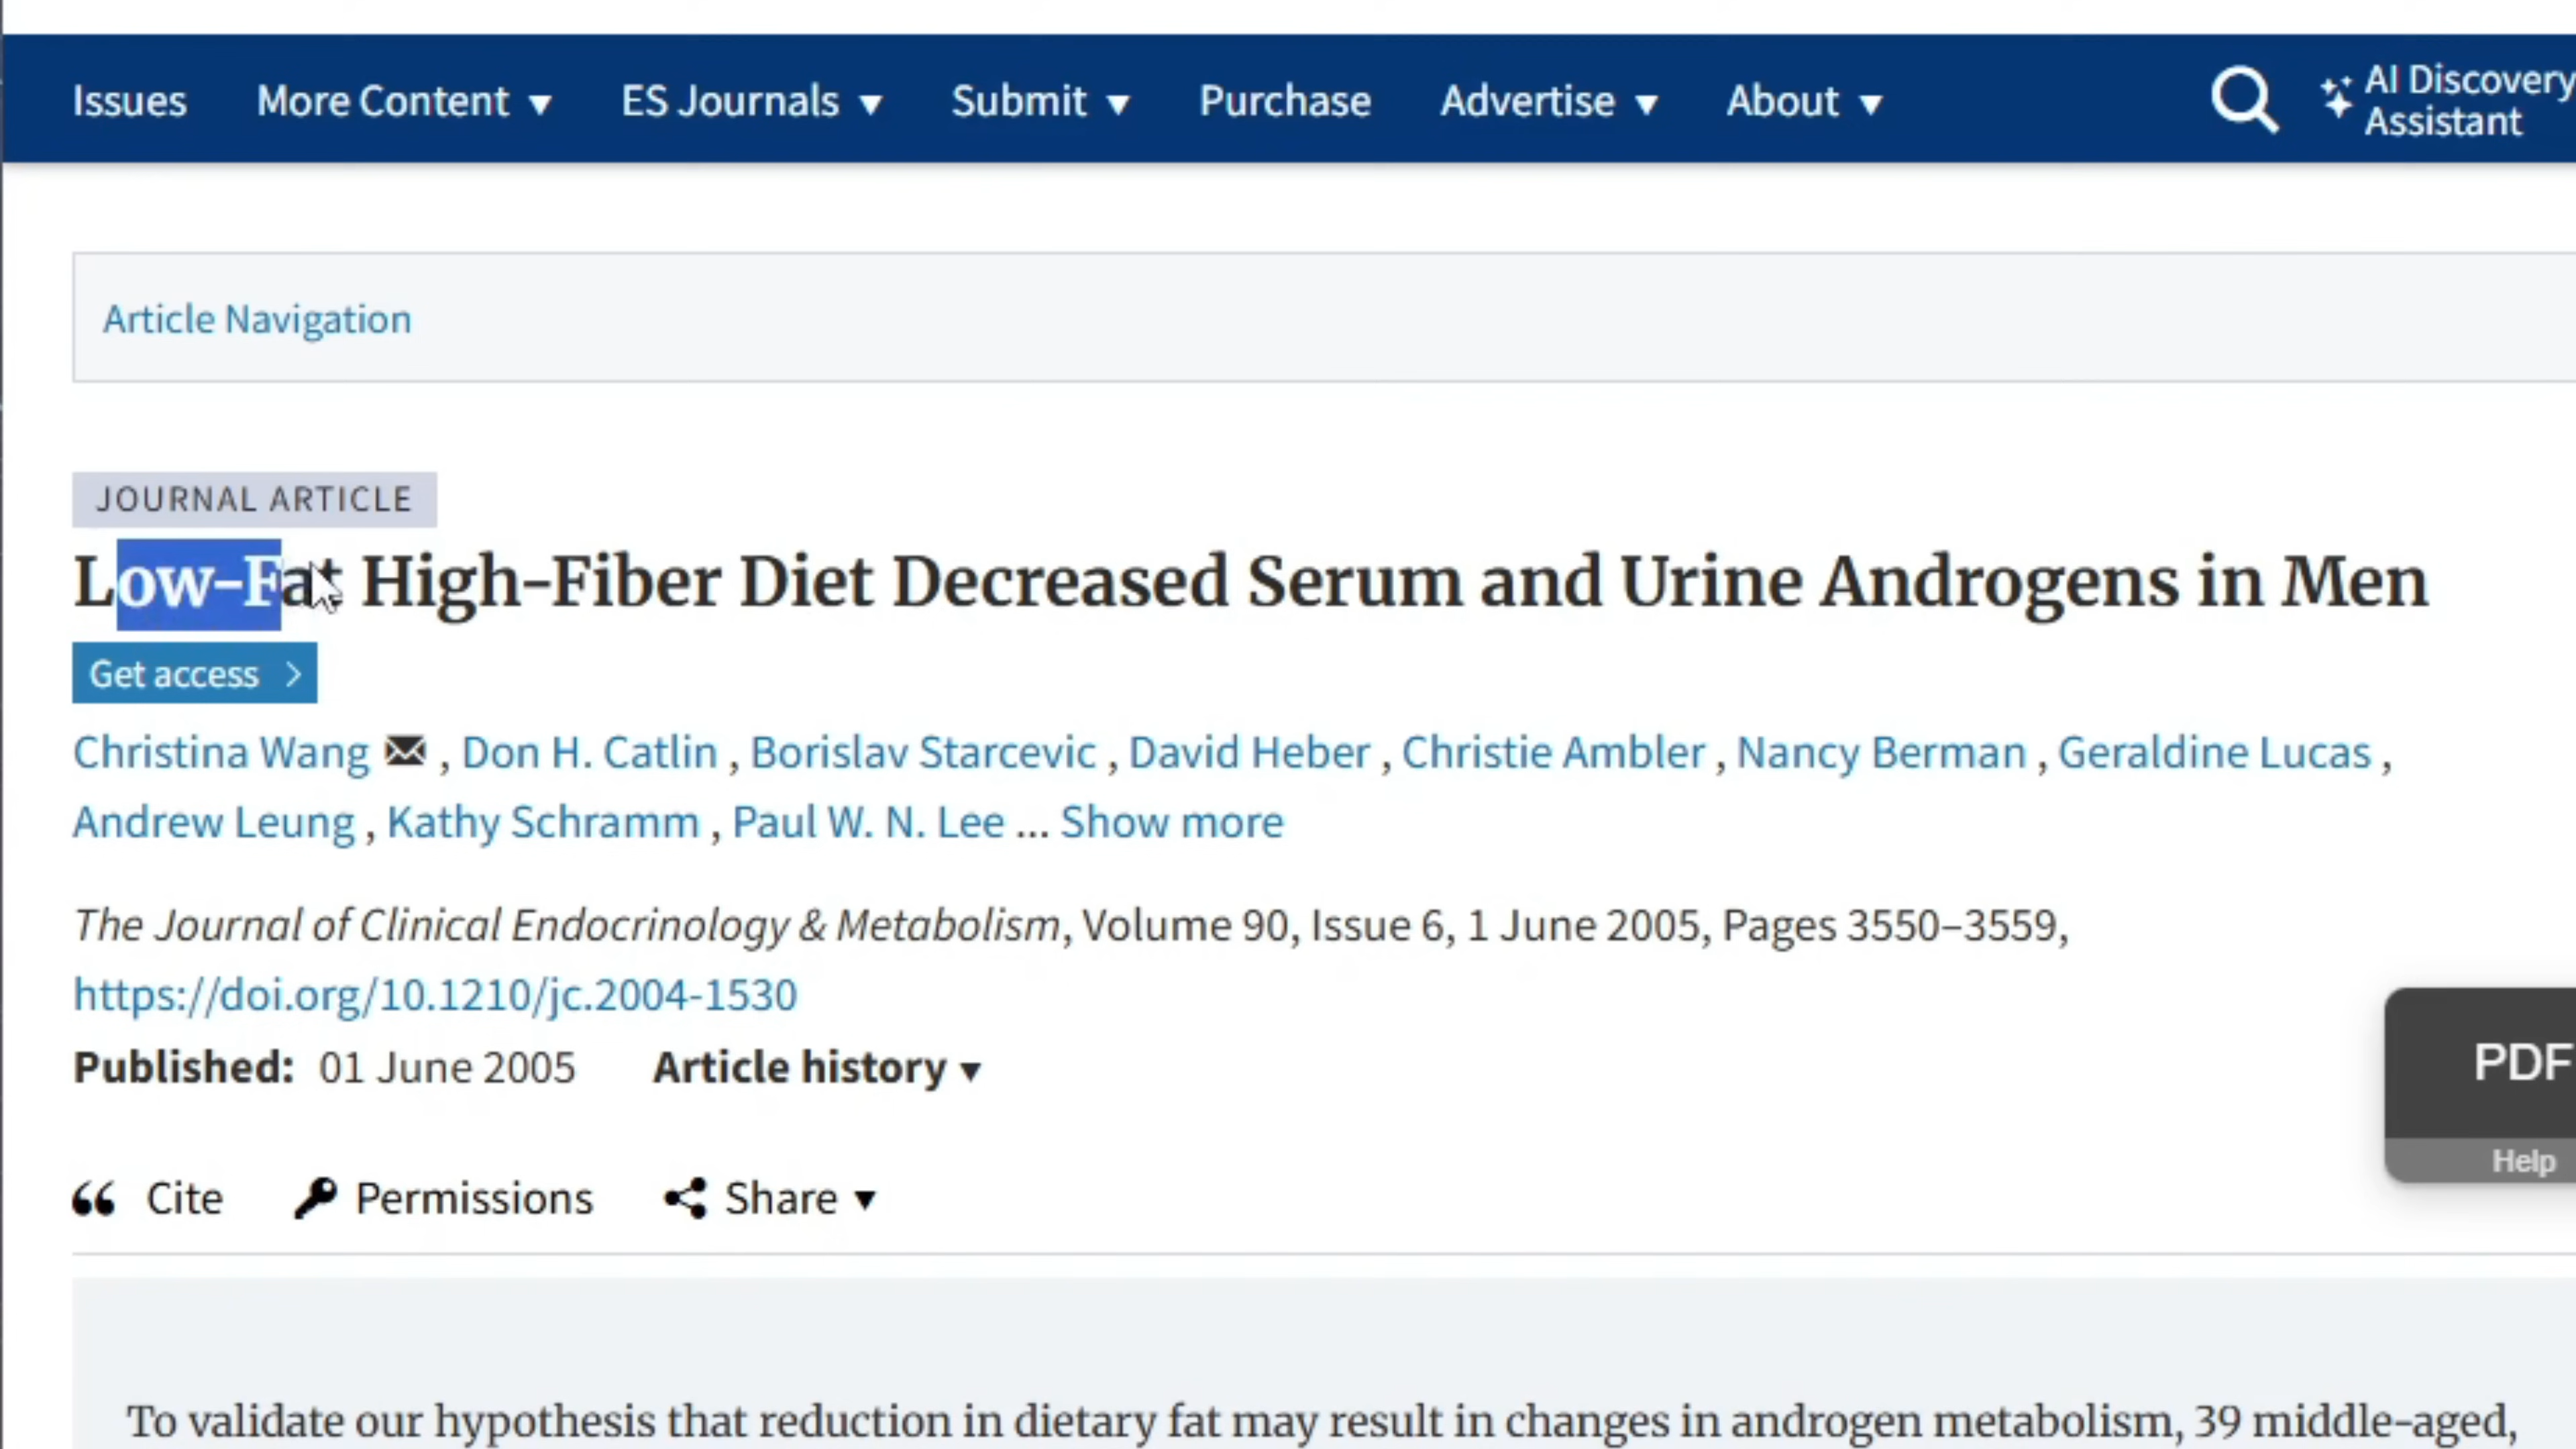 Issues More Content ▼ ES Journals ▼ Submit ▼ Purchase Advertise ▼ About ▼ AI Discovery
Assistant
Article Navigation
JOURNAL ARTICLE
Low-Fat High-Fiber Diet Decreased Serum and Urine Androgens in Men
Get access >
Christina Wang , Don H. Catlin , Borislav Starcevic , David Heber , Christie Ambler , Nancy Berman , Geraldine Lucas ,
Andrew Leung , Kathy Schramm , Paul W. N. Lee ... Show more
The Journal of Clinical Endocrinology & Metabolism, Volume 90, Issue 6, 1 June 2005, Pages 3550–3559,
https://doi.org/10.1210/jc.2004-1530
Published: 01 June 2005 Article history ▼
PDF
Help
Cite Permissions Share ▼
To validate our hypothesis that reduction in dietary fat may result in changes in androgen metabolism, 39 middle-aged,